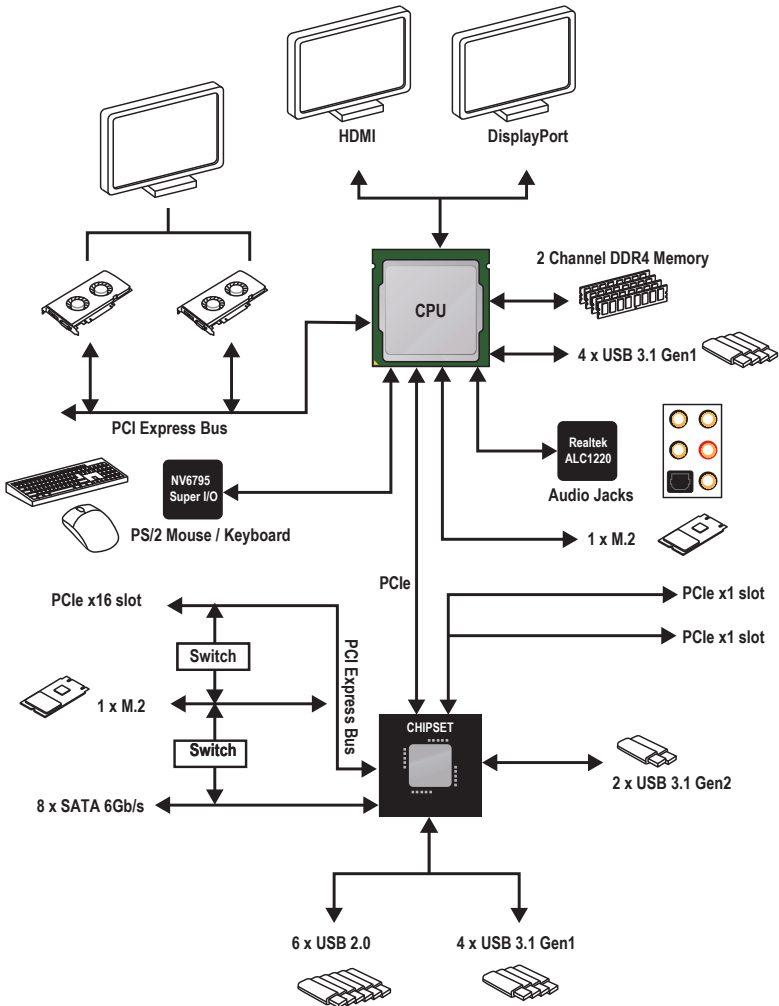 HDMI
DisplayPort
2 Channel DDR4 Memory
CPU
4 x USB 3.1 Gen1
PCI Express Bus
Realtek
ALC1220
Audio Jacks
NV6795
Super I/O
PS/2 Mouse / Keyboard
1 x M.2
PCIe
PCIe x16 slot
PCIe x1 slot
PCIe x1 slot
Switch
PCI Express Bus
1 x M.2
CHIPSET
Switch
2 x USB 3.1 Gen2
8 x SATA 6Gb/s
6 x USB 2.0
4 x USB 3.1 Gen1